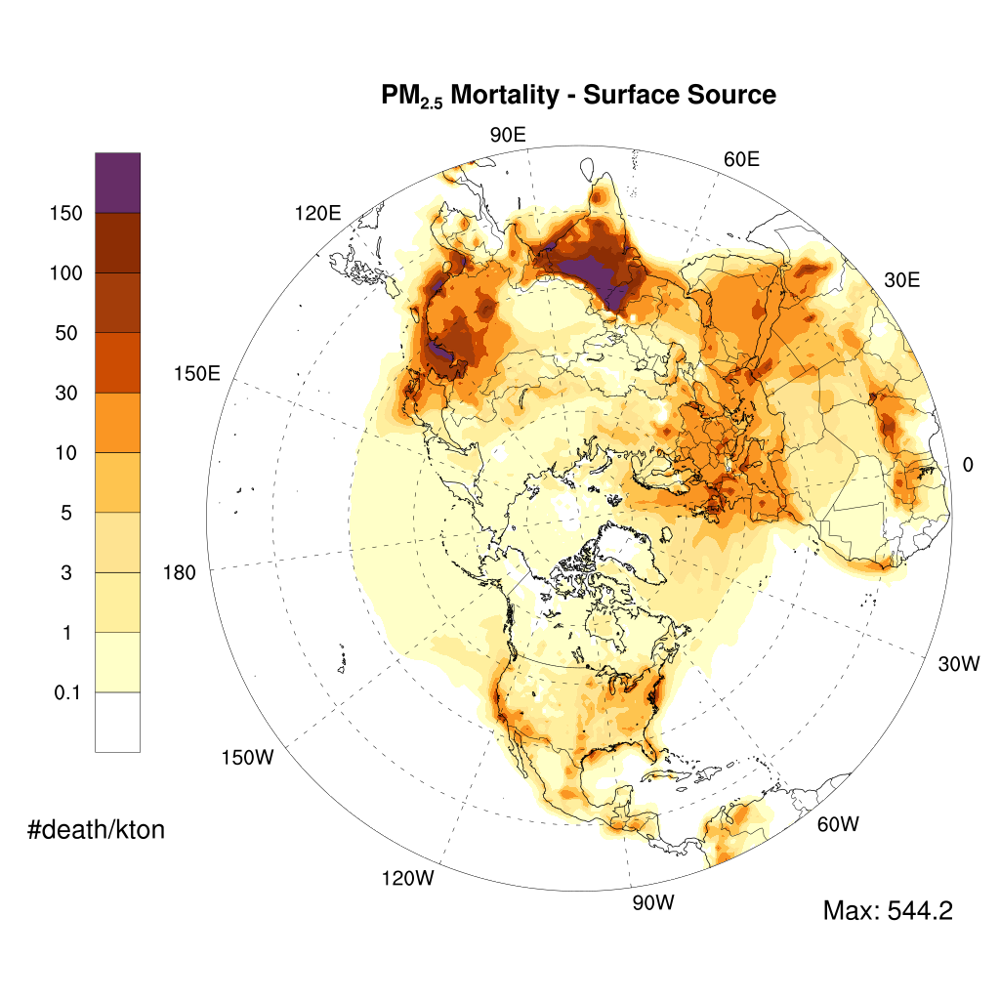 PM2.5 Mortality - Surface Source
90E
60E
120E
30E
150E
0
180
30W
150W
60W
120W
90W
150
100
50
30
10
5
3
1
0.1
#death/kton
Max: 544.2